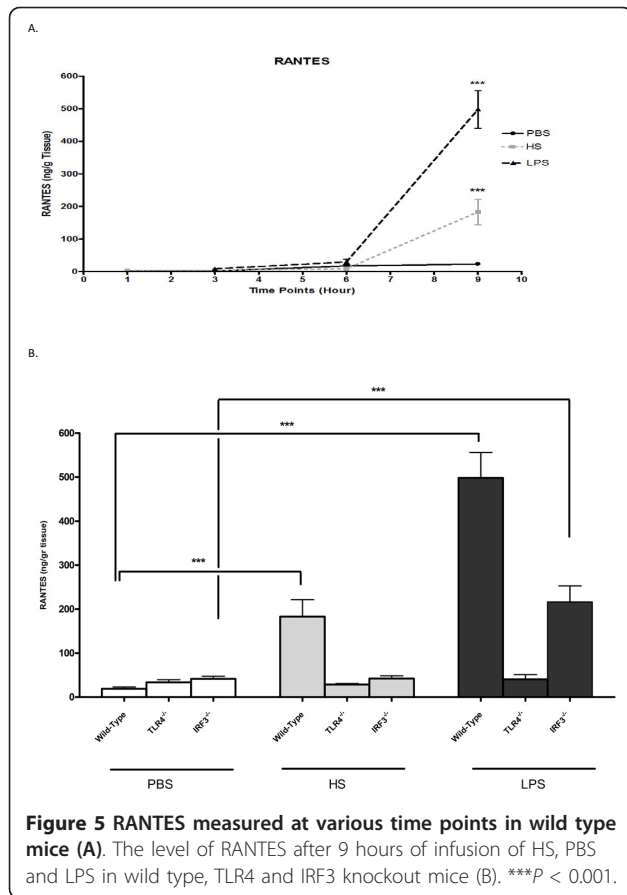 A.
RANTES
600
500
400
300
200
100
0
RANTES (ng/g Tissue)
***
***
PBS
HS
LPS
0 1 2 3 4 5 6 7 8 9 10
Time Points (Hour)
B.
***
***
***
600
500
400
300
200
100
0
RANTES (ng/gr tissue)
Wild-Type TLR4-/- IRF3-/- Wild-Type TLR4-/- IRF3-/- Wild-Type TLR4-/- IRF3-/-
PBS HS LPS
Figure 5 RANTES measured at various time points in wild type
mice (A). The level of RANTES after 9 hours of infusion of HS, PBS
and LPS in wild type, TLR4 and IRF3 knockout mice (B). ***P < 0.001.